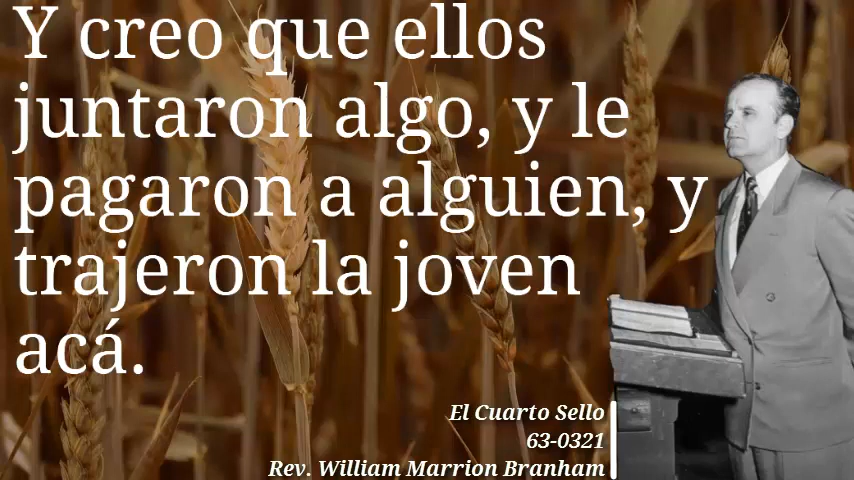 Y creo que ellos
juntaron algo, y le
pagaron a alguien, y
trajeron la joven
acá.
El Cuarto Sello
63-0321
Rev. William Marrion Branham